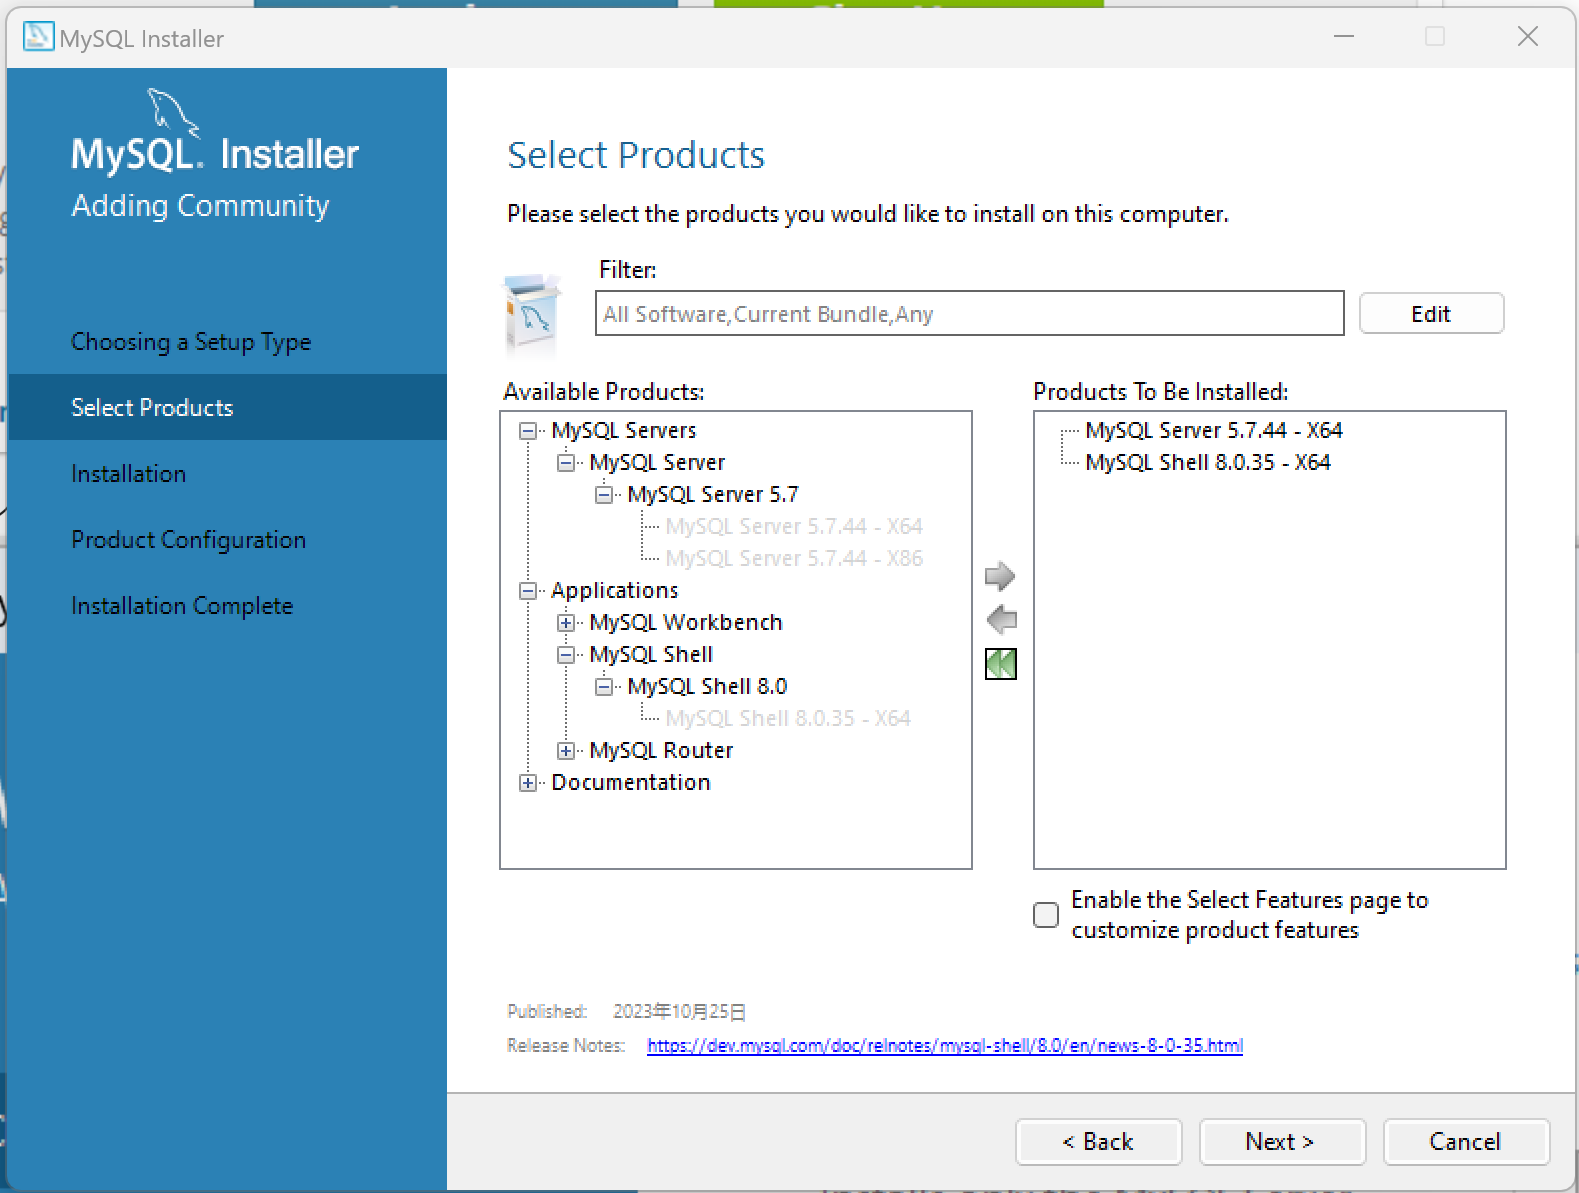 MySQL Installer
MySQL. Installer
Adding Community
Choosing a Setup Type
Select Products
Installation
Product Configuration
Installation Complete
Select Products
Please select the products you would like to install on this computer.
Filter:
All Software,Current Bundle,Any
Edit
Available Products:
MySQL Servers
MySQL Server
MySQL Server 5.7
MySQL Server 5.7.44 - X64
MySQL Server 5.7.44 - X86
Applications
MySQL Workbench
MySQL Shell
MySQL Shell 8.0
MySQL Shell 8.0.35 - X64
MySQL Router
Documentation
Products To Be Installed:
MySQL Server 5.7.44 - X64
MySQL Shell 8.0.35 - X64
Enable the Select Features page to
customize product features
Published: 2023年10月25日
Release Notes: https://dev.mysql.com/doc/relnotes/mysql-shell/8.0/en/news-8-0-35.html
< Back
Next >
Cancel